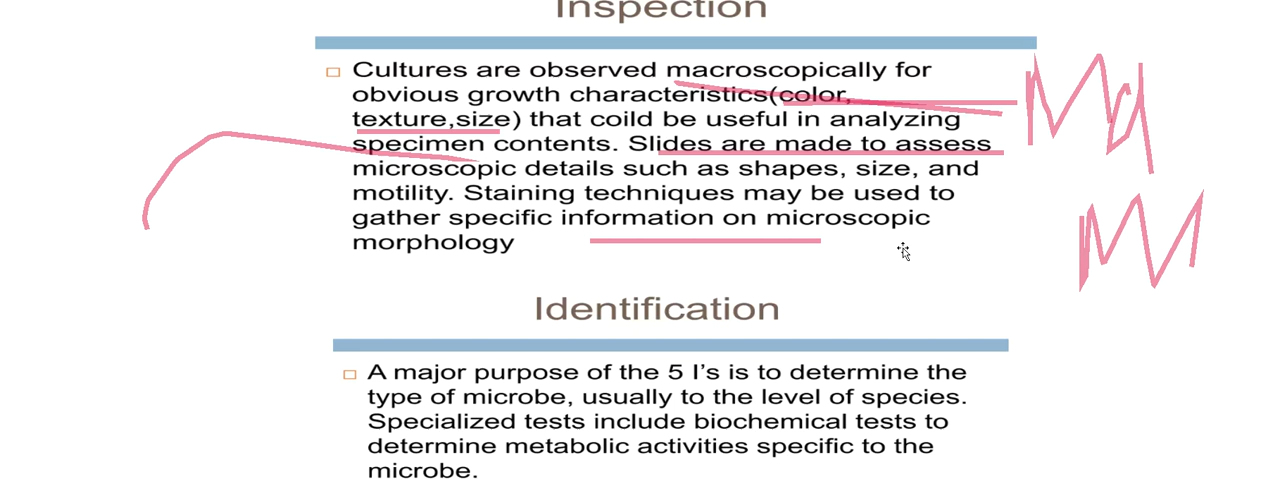 Inspection
Cultures are observed macroscopically for
obvious growth characteristics(color,
texture,size) that coild be useful in analyzing
specimen contents. Slides are made to assess
microscopic details such as shapes, size, and
motility. Staining techniques may be used to
gather specific information on microscopic
morphology
Identification
A major purpose of the 5 I's is to determine the
type of microbe, usually to the level of species.
Specialized tests include biochemical tests to
determine metabolic activities specific to the
microbe.